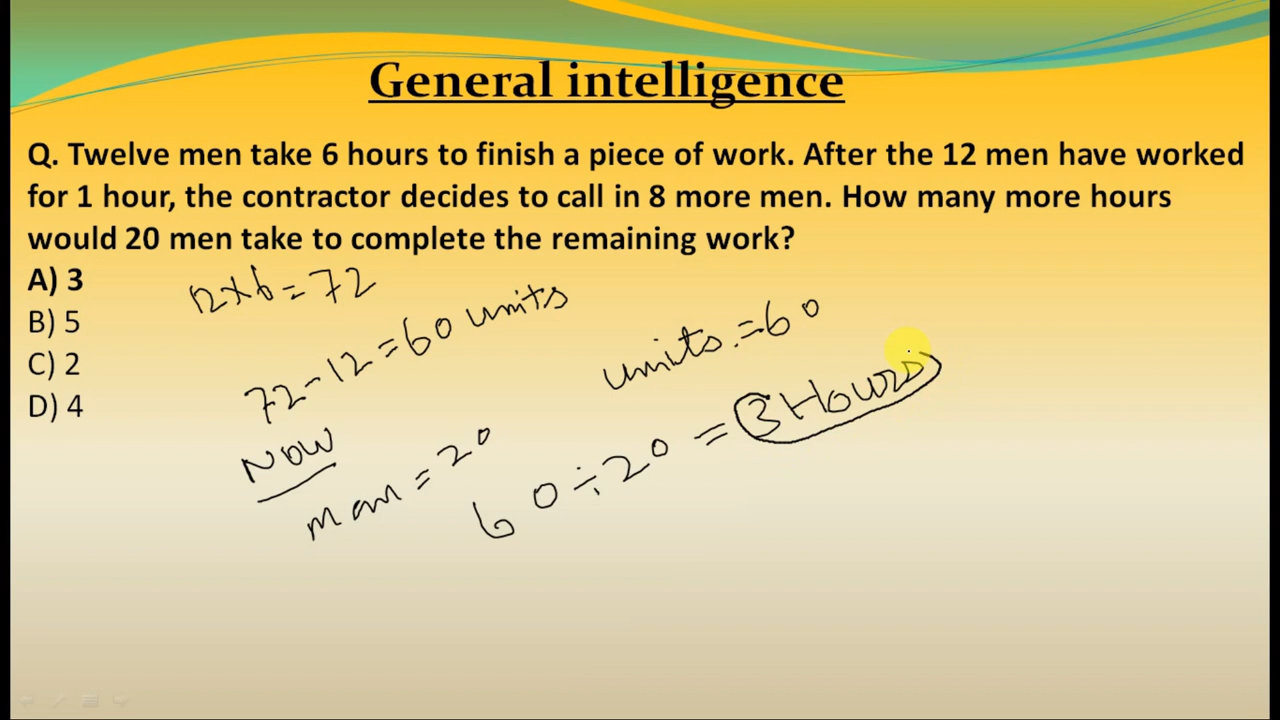 General intelligence
Q. Twelve men take 6 hours to finish a piece of work. After the 12 men have worked
for 1 hour, the contractor decides to call in 8 more men. How many more hours
would 20 men take to complete the remaining work?
A) 3
B) 5
C) 2
D) 4
12×6=72
72-12=60 units
units.=60
Now
man=20
60÷20=3Hours